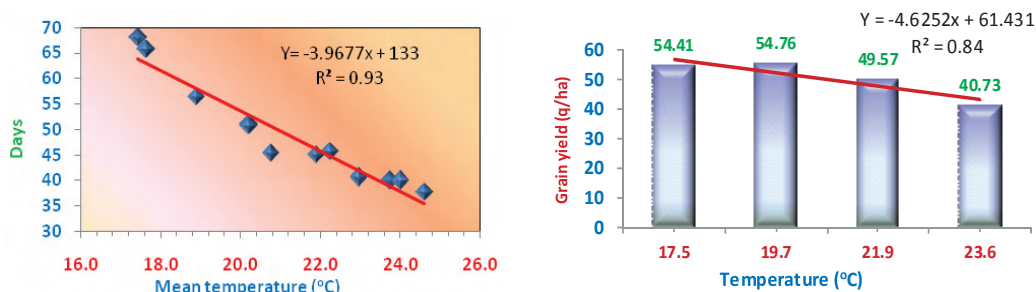 70
65
60
55
50
45
40
35
30
Days
Y= -3.9677x + 133
R² = 0.93
16.0 18.0 20.0 22.0 24.0 26.0
Mean temperature (ºC)
Y = -4.6252x + 61.431
R² = 0.84
60
50
40
30
20
10
0
Grain yield (q/ha)
54.41 54.76 49.57 40.73
17.5 19.7 21.9 23.6
Temperature (ºC)